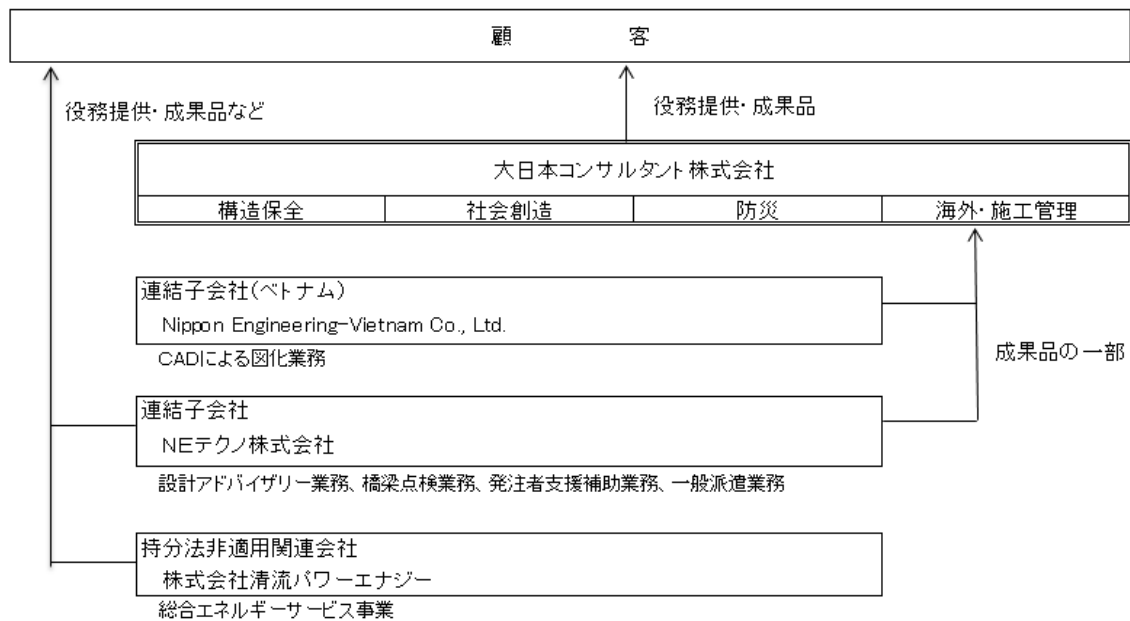 顧　　　　客
役務提供・成果品など
役務提供・成果品
大日本コンサルタント株式会社
構造保全　社会創造　防災　海外・施工管理
連結子会社(ベトナム)
Nippon Engineering-Vietnam Co., Ltd.
CADによる図化業務
成果品の一部
連結子会社
NEテクノ株式会社
設計アドバイザリー業務、橋梁点検業務、発注者支援補助業務、一般派遣業務
持分法非適用関連会社
株式会社清流パワーエナジー
総合エネルギーサービス事業